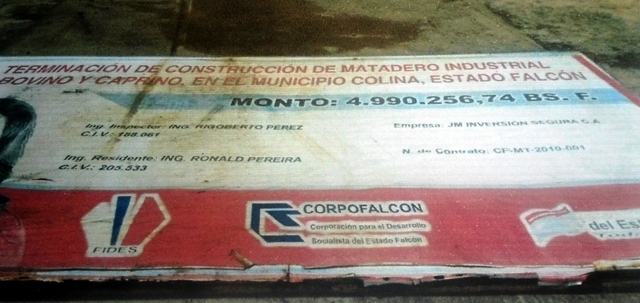 TERMINACIÓN DE CONSTRUCCIÓN DE MATADERO INDUSTRIAL
BOVINO Y CAPRINO, EN EL MUNICIPIO COLINA, ESTADO FALCÓN
MONTO: 4.990.256,74 BS. F.
Ing. Inspector: ING. RIGOBERTO PEREZ
C.I.V.: 188.061
Empresa: JM INVERSIÓN SEGURA C.A
Ing. Residente: ING. RONALD PEREIRA
C.I.V.: 205.533
N. de Contrato: CF-MT-2010-001
FIDES
CORPOFALCON
Corporación para el Desarrollo
Socialista del Estado Falcón
del Es